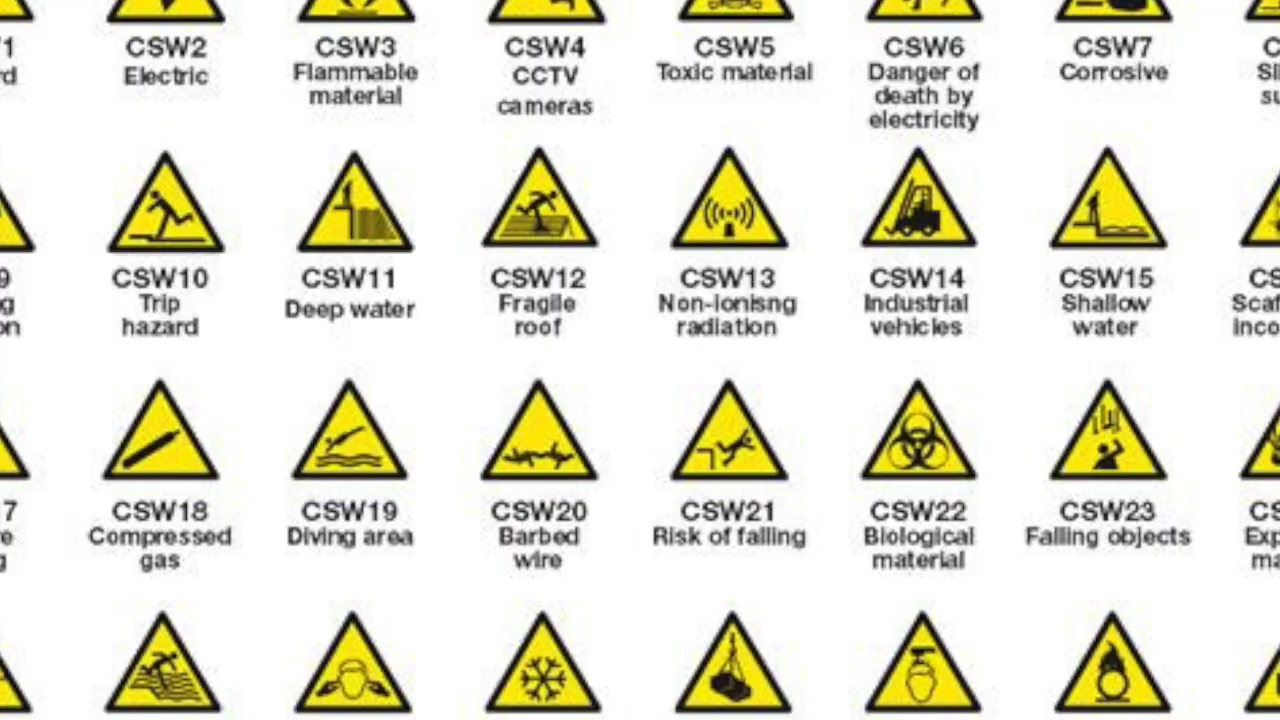 CSW2
Electric
CSW3
Flammable
material
CSW4
CCTV
cameras
CSW5
Toxic material
CSW6
Danger of
death by
electricity
CSW7
Corrosive
CSW10
Trip
hazard
CSW11
Deep water
CSW12
Fragile
roof
CSW13
Non-ionisng
radiation
CSW14
Industrial
vehicles
CSW15
Shallow
water
CSW18
Compressed
gas
CSW19
Diving area
CSW20
Barbed
wire
CSW21
Risk of falling
CSW22
Biological
material
CSW23
Falling objects